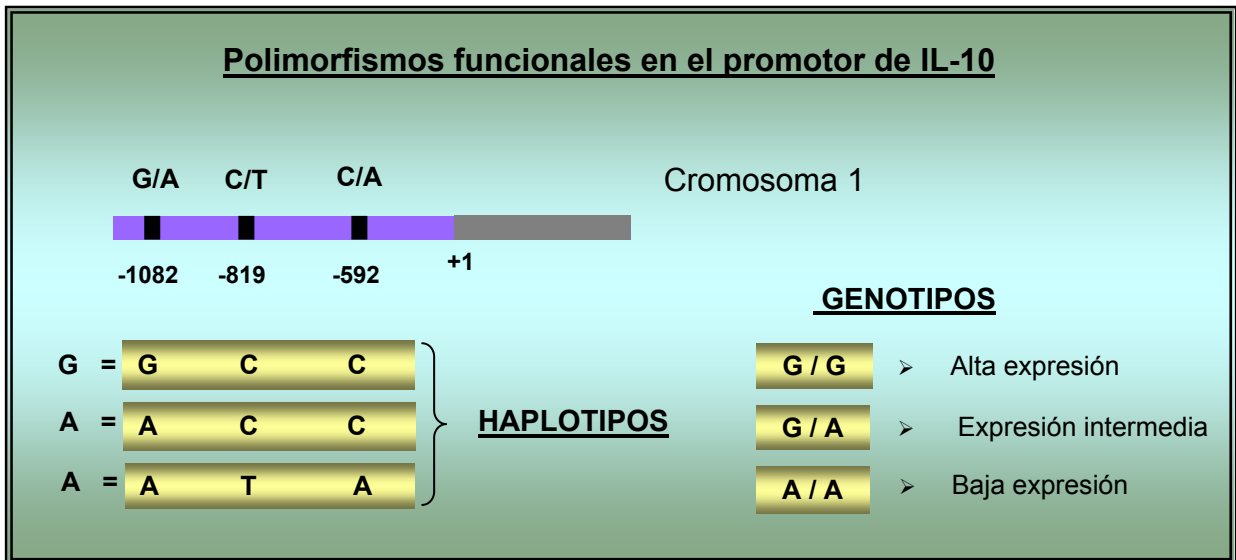 Polimorfismos funcionales en el promotor de IL-10
G/A C/T C/A
Cromosoma 1
-1082 -819 -592 +1
GENOTIPOS
G = G C C
A = A C C
A = A T A
HAPLOTIPOS
G / G ➢ Alta expresión
G / A ➢ Expresión intermedia
A / A ➢ Baja expresión